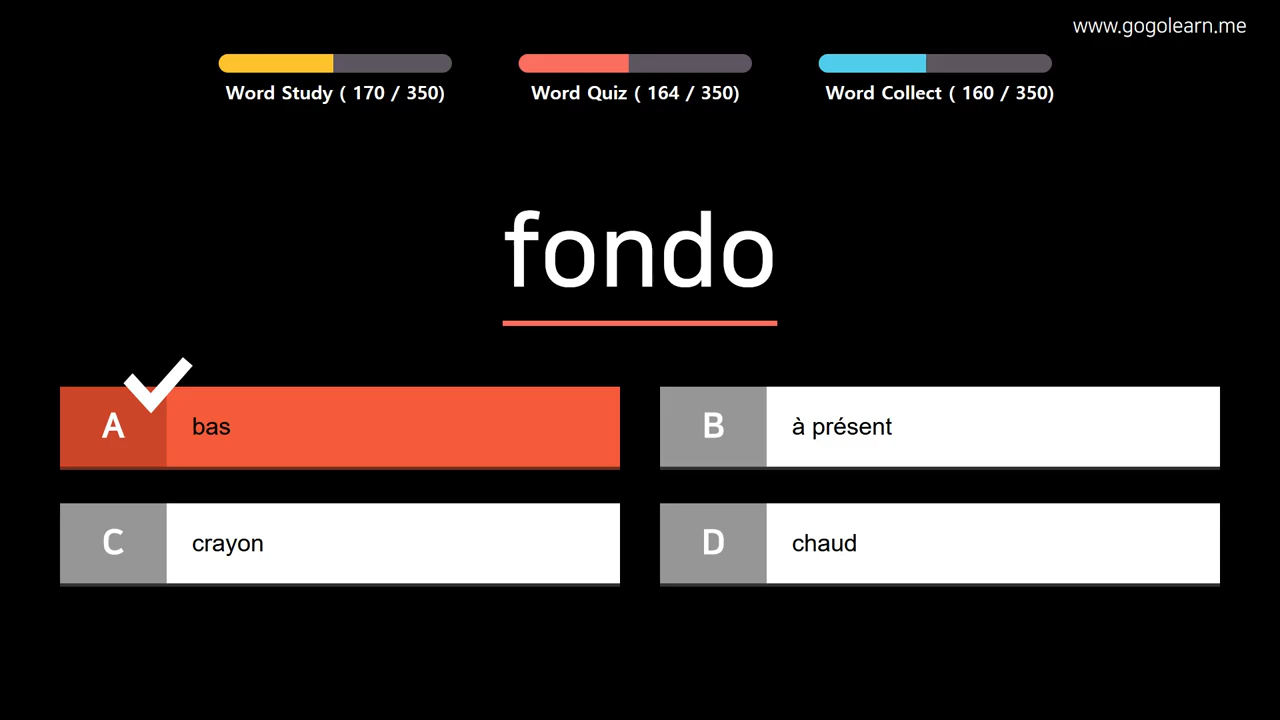 www.gogolearn.me
Word Study ( 170 / 350)
Word Quiz ( 164 / 350)
Word Collect ( 160 / 350)
fondo
A bas
B à présent
C crayon
D chaud